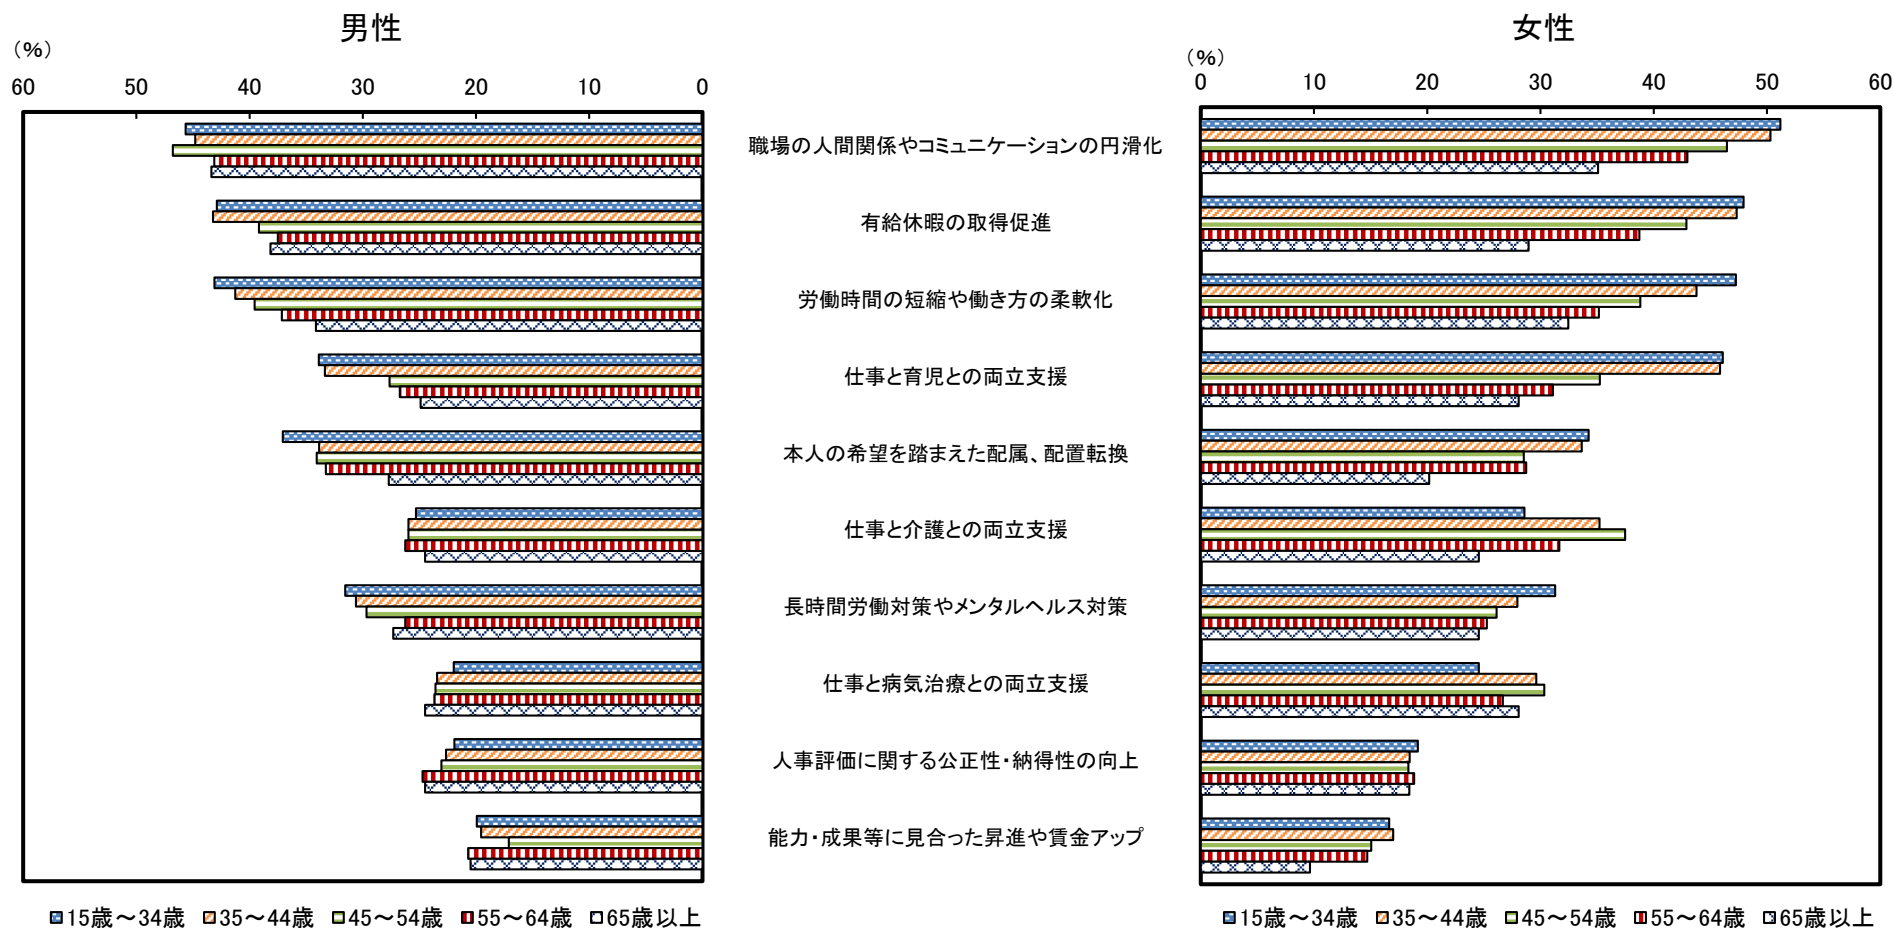 男性
（%）
60 50 40 30 20 10 0
女性
（%）
0 10 20 30 40 50 60
職場の人間関係やコミュニケーションの円滑化
有給休暇の取得促進
労働時間の短縮や働き方の柔軟化
仕事と育児との両立支援
本人の希望を踏まえた配属、配置転換
仕事と介護との両立支援
長時間労働対策やメンタルヘルス対策
仕事と病気治療との両立支援
人事評価に関する公正性・納得性の向上
能力・成果等に見合った昇進や賃金アップ
15歳～34歳 35～44歳 45～54歳 55～64歳 65歳以上
15歳～34歳 35～44歳 45～54歳 55～64歳 65歳以上